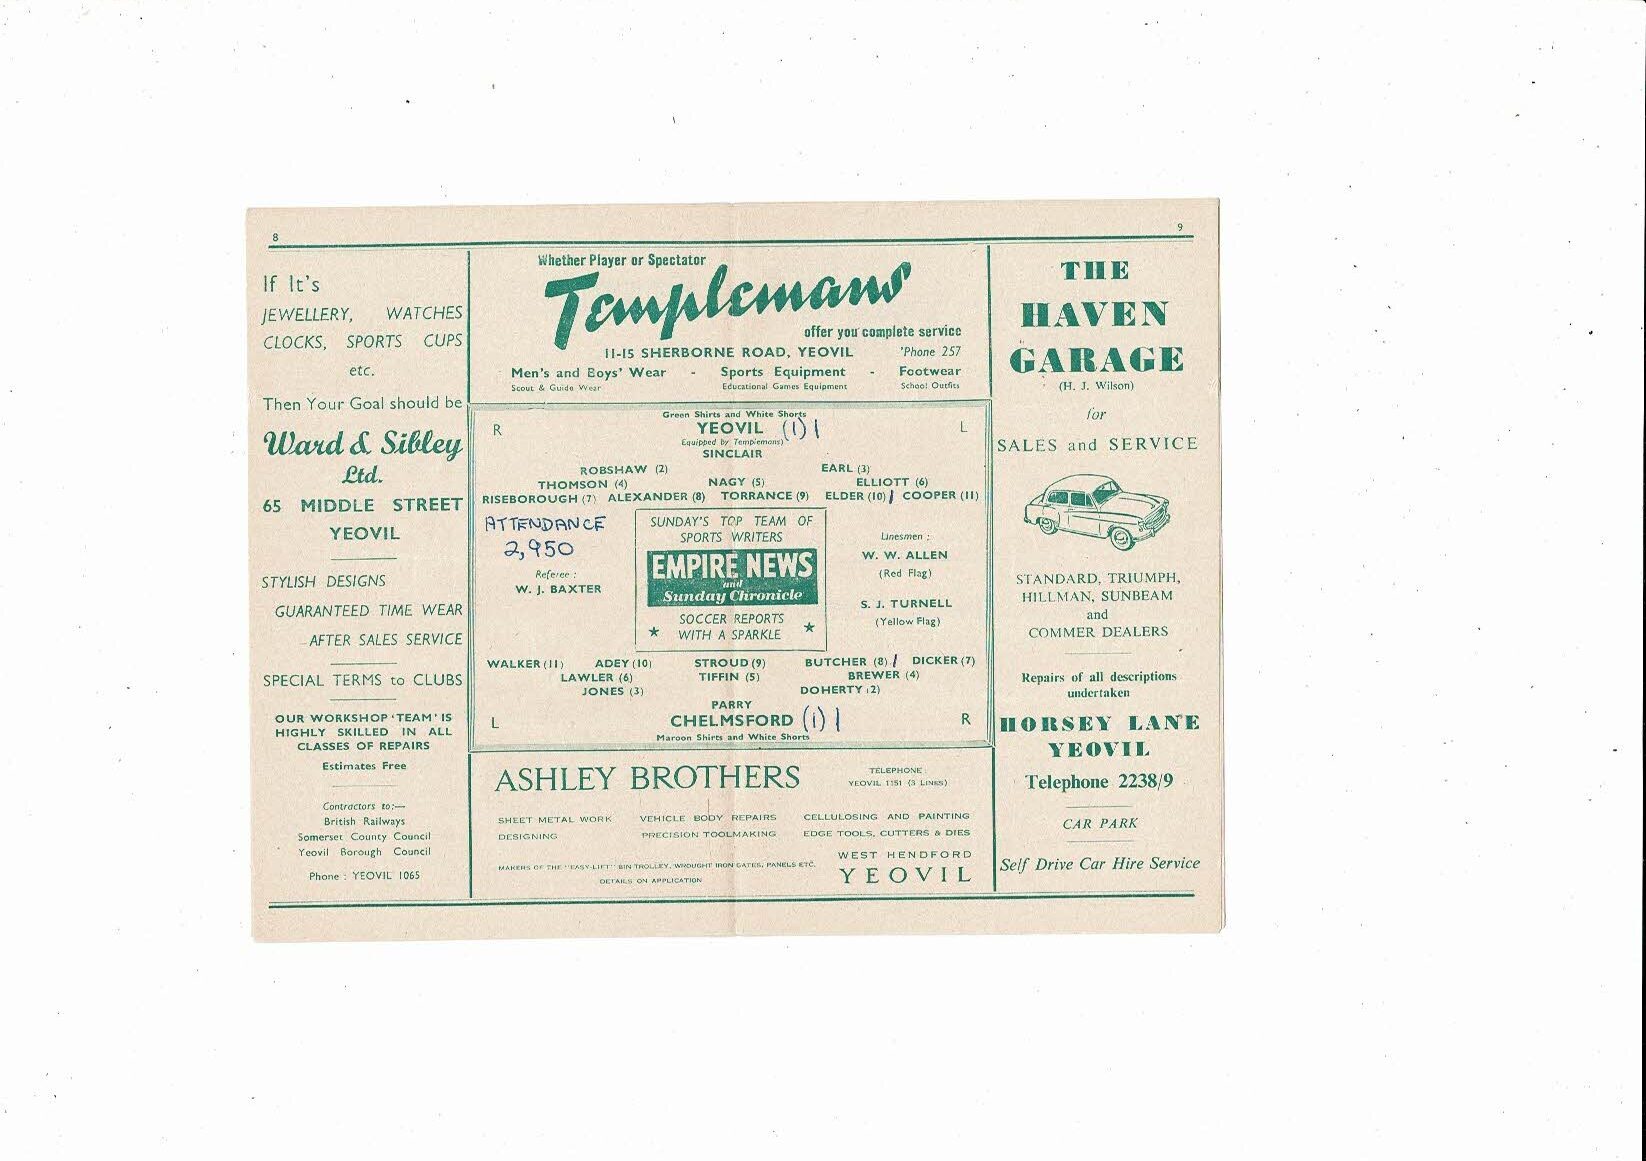 8
9
If It's
JEWELLERY, WATCHES
CLOCKS, SPORTS CUPS
etc.
Then Your Goal should be
Ward & Sibley
Ltd.
65 MIDDLE STREET
YEOVIL
STYLISH DESIGNS
GUARANTEED TIME WEAR
AFTER SALES SERVICE
SPECIAL TERMS to CLUBS
OUR WORKSHOP 'TEAM' IS
HIGHLY SKILLED IN ALL
CLASSES OF REPAIRS
Estimates Free
Contractors to:—
British Railways
Somerset County Council
Yeovil Borough Council
Phone : YEOVIL 1065
Whether Player or Spectator
Templemans
offer you complete service
11-15 SHERBORNE ROAD, YEOVIL 'Phone 257
Men's and Boys' Wear - Sports Equipment - Footwear
Scout & Guide Wear Educational Games Equipment School Outfits
Green Shirts and White Shorts
R YEOVIL (1) 1 L
Equipped by Templemans)
SINCLAIR
ROBSHAW (2) EARL (3)
THOMSON (4) NAGY (5) ELLIOTT (6)
RISEBOROUGH (7) ALEXANDER (8) TORRANCE (9) ELDER (10) / COOPER (11)
ATTENDANCE
2,950
Referee :
W. J. BAXTER
SUNDAY'S TOP TEAM OF
SPORTS WRITERS
EMPIRE NEWS
and
Sunday Chronicle
SOCCER REPORTS
★ WITH A SPARKLE ★
Linesmen :
W. W. ALLEN
(Red Flag)
S. J. TURNELL
(Yellow Flag)
WALKER (11) ADEY (10) STROUD (9) BUTCHER (8) / DICKER (7)
LAWLER (6) TIFFIN (5) BREWER (4)
JONES (3) DOHERTY (2)
PARRY
L CHELMSFORD (1) 1 R
Maroon Shirts and White Shorts
ASHLEY BROTHERS
TELEPHONE :
YEOVIL 1151 (3 LINES)
SHEET METAL WORK VEHICLE BODY REPAIRS CELLULOSING AND PAINTING
DESIGNING PRECISION TOOLMAKING EDGE TOOLS, CUTTERS & DIES
MAKERS OF THE "EASY-LIFT" BIN TROLLEY, WROUGHT IRON GATES, PANELS ETC.
DETAILS ON APPLICATION
WEST HENDFORD
YEOVIL
THE
HAVEN
GARAGE
(H. J. Wilson)
for
SALES and SERVICE
STANDARD, TRIUMPH,
HILLMAN, SUNBEAM
and
COMMER DEALERS
Repairs of all descriptions
undertaken
HORSEY LANE
YEOVIL
Telephone 2238/9
CAR PARK
Self Drive Car Hire Service